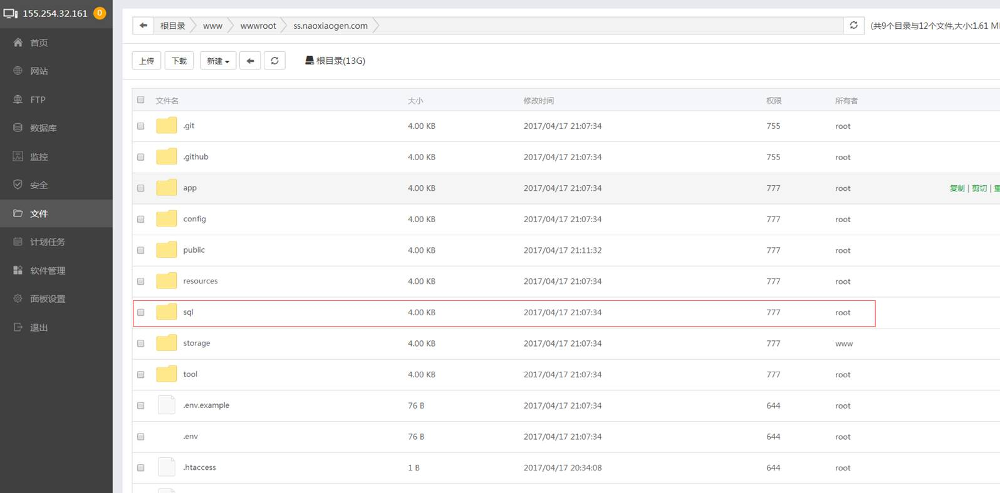 155.254.32.161 0
首页
网站
FTP
数据库
监控
安全
文件
计划任务
软件管理
面板设置
退出
根目录 www wwwroot ss.naoxiaogen.com (共9个目录与12个文件,大小:1.61 M
上传 下载 新建 根目录(13G)
文件名 大小 修改时间 权限 所有者
.git 4.00 KB 2017/04/17 21:07:34 755 root
.github 4.00 KB 2017/04/17 21:07:34 755 root
app 4.00 KB 2017/04/17 21:07:34 777 root 复制 | 剪切 | 重
config 4.00 KB 2017/04/17 21:07:34 777 root
public 4.00 KB 2017/04/17 21:11:32 777 root
resources 4.00 KB 2017/04/17 21:07:34 777 root
sql 4.00 KB 2017/04/17 21:07:34 777 root
storage 4.00 KB 2017/04/17 21:07:34 777 www
tool 4.00 KB 2017/04/17 21:07:34 777 root
.env.example 76 B 2017/04/17 21:07:34 644 root
.env 76 B 2017/04/17 21:07:34 644 root
.htaccess 1 B 2017/04/17 20:34:08 644 root